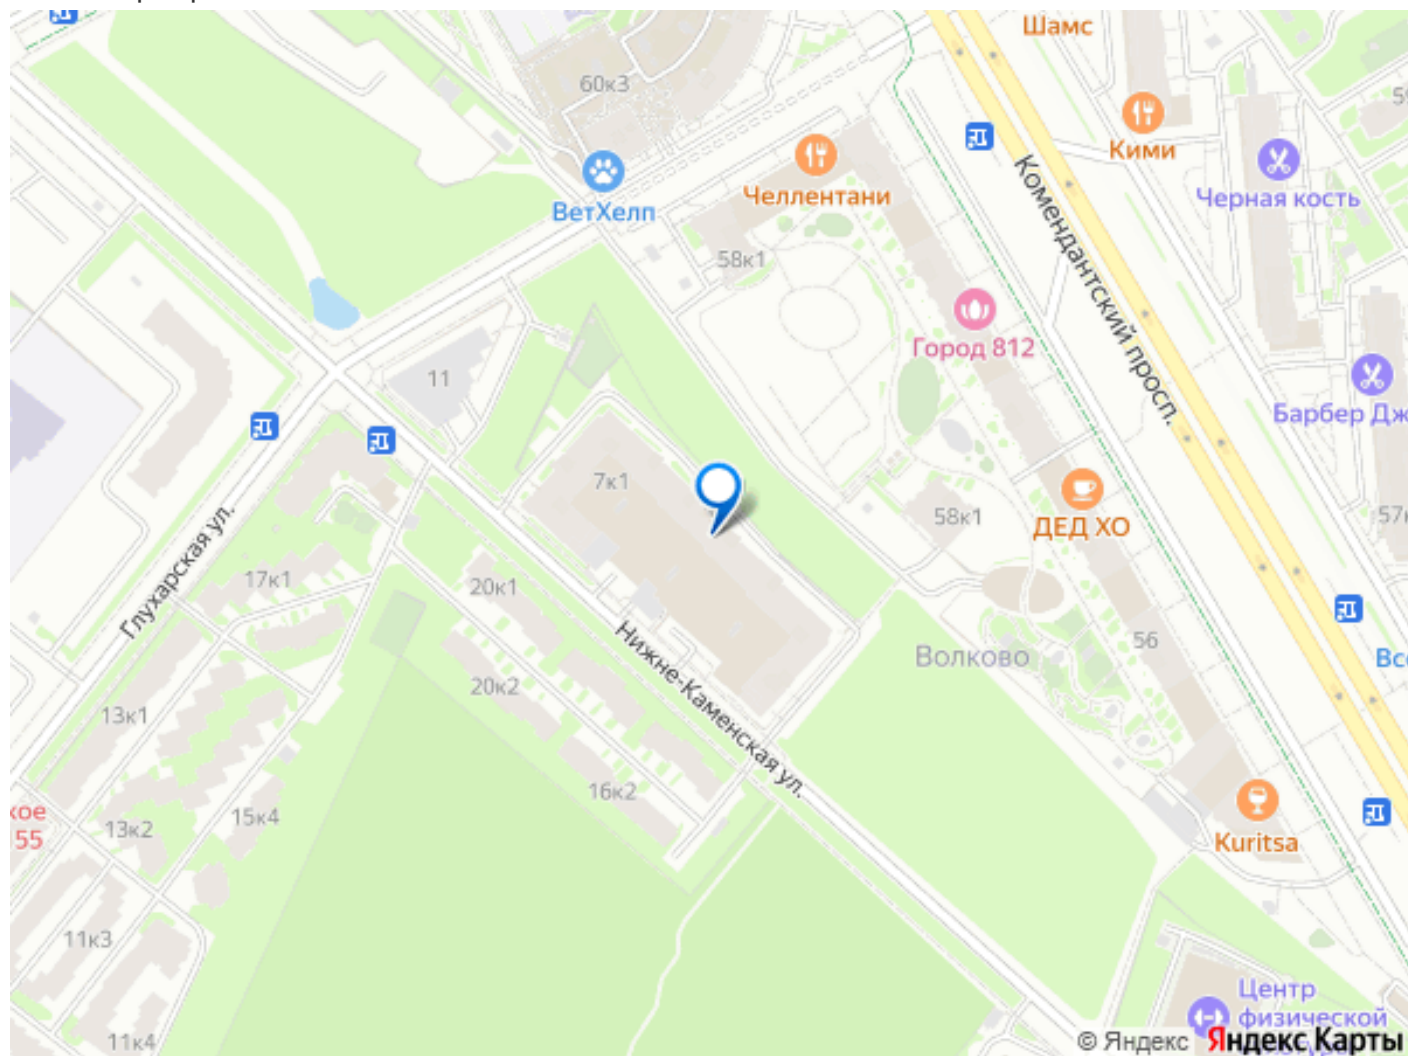 Шамс
60к3
Кими
Челлентани
Черная кость
ВетХелп
58к1
Комендантский просп.
Город 812
11
Барбер Дж
7к1
58к1
ДЕД ХО
57к
Глухарская ул.
17к1
20к1
Нижне-Каменская ул.
56
Волково
Всё
20к2
13к1
16к2
кое
55
13к2
15к4
Kuritsa
11к3
Центр
физической
11к4
© Яндекс
Яндекс Карты